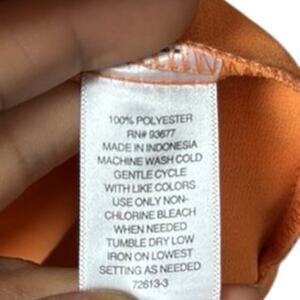 100% POLYESTER
RN# 93677
MADE IN INDONESIA
MACHINE WASH COLD
GENTLE CYCLE
WITH LIKE COLORS
USE ONLY NON-
CHLORINE BLEACH
WHEN NEEDED
TUMBLE DRY LOW
IRON ON LOWEST
SETTING AS NEEDED
72613-3